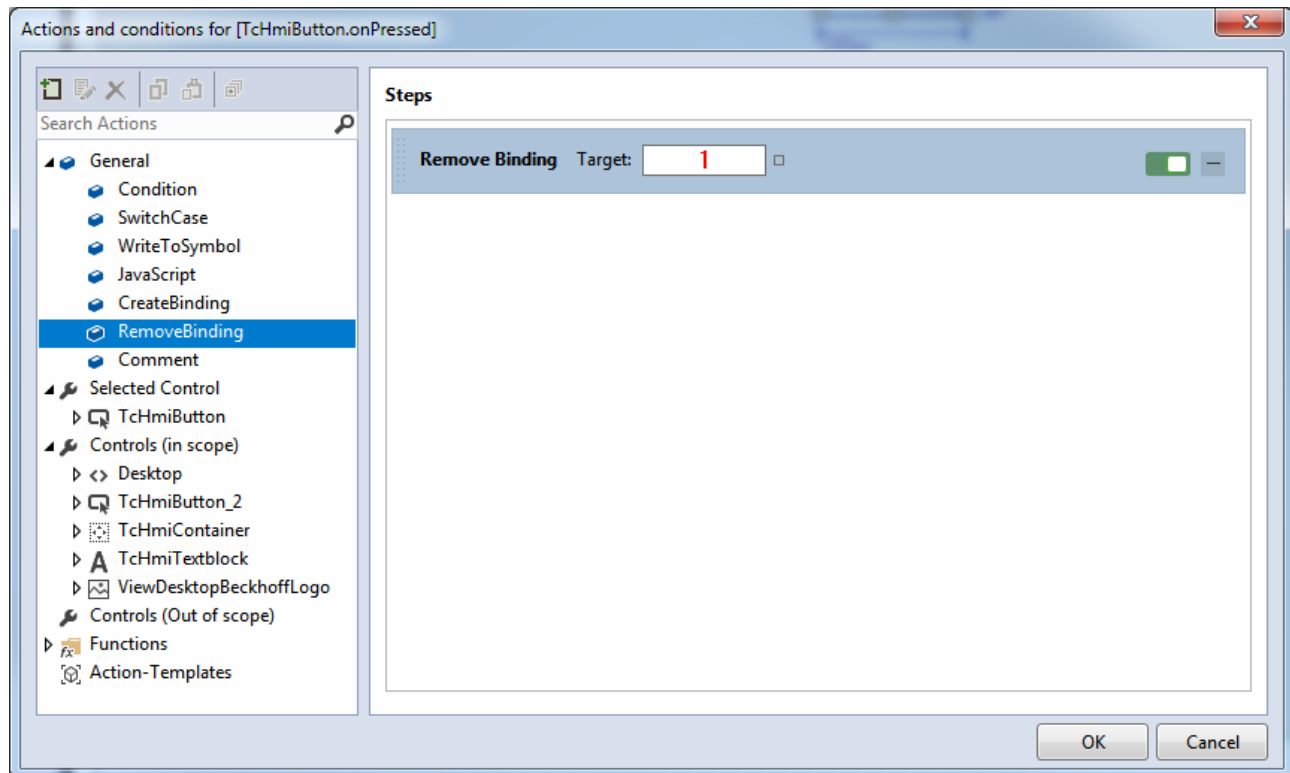 Actions and conditions for [TcHmiButton.onPressed]
Search Actions
General
Condition
SwitchCase
WriteToSymbol
JavaScript
CreateBinding
RemoveBinding
Comment
Selected Control
TcHmiButton
Controls (in scope)
Desktop
TcHmiButton_2
TcHmiContainer
TcHmiTextblock
ViewDesktopBeckhoffLogo
Controls (Out of scope)
Functions
Action-Templates
Steps
Remove Binding Target: 1
OK Cancel